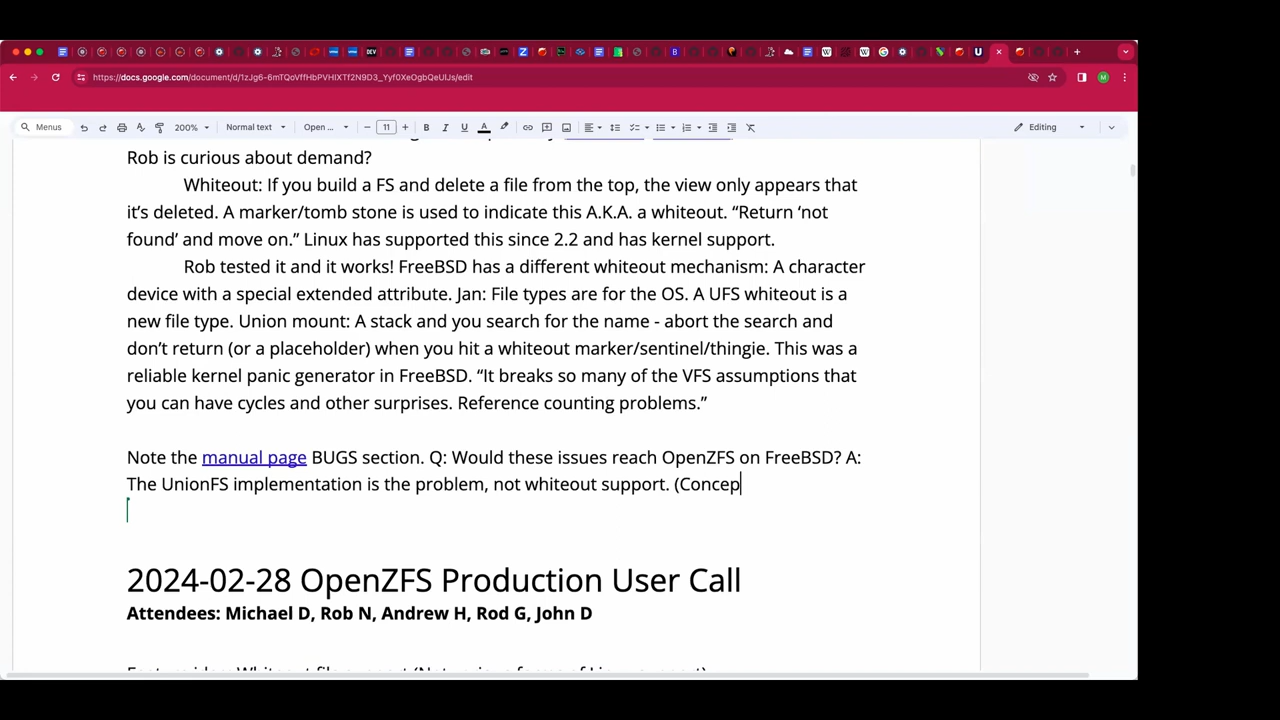 DEV
https://docs.google.com/document/d/1zJg6-6mTQoVffHbPVHIXTf2N9D3_Yyf0XeOgbQeUIJs/edit
M
Menus 200% Normal text Open ... − 11 + B I U A Editing
Rob is curious about demand?
Whiteout: If you build a FS and delete a file from the top, the view only appears that
it’s deleted. A marker/tomb stone is used to indicate this A.K.A. a whiteout. “Return ‘not
found’ and move on.” Linux has supported this since 2.2 and has kernel support.
Rob tested it and it works! FreeBSD has a different whiteout mechanism: A character
device with a special extended attribute. Jan: File types are for the OS. A UFS whiteout is a
new file type. Union mount: A stack and you search for the name - abort the search and
don’t return (or a placeholder) when you hit a whiteout marker/sentinel/thingie. This was a
reliable kernel panic generator in FreeBSD. “It breaks so many of the VFS assumptions that
you can have cycles and other surprises. Reference counting problems.”
Note the manual page BUGS section. Q: Would these issues reach OpenZFS on FreeBSD? A:
The UnionFS implementation is the problem, not whiteout support. (Concep
2024-02-28 OpenZFS Production User Call
Attendees: Michael D, Rob N, Andrew H, Rod G, John D